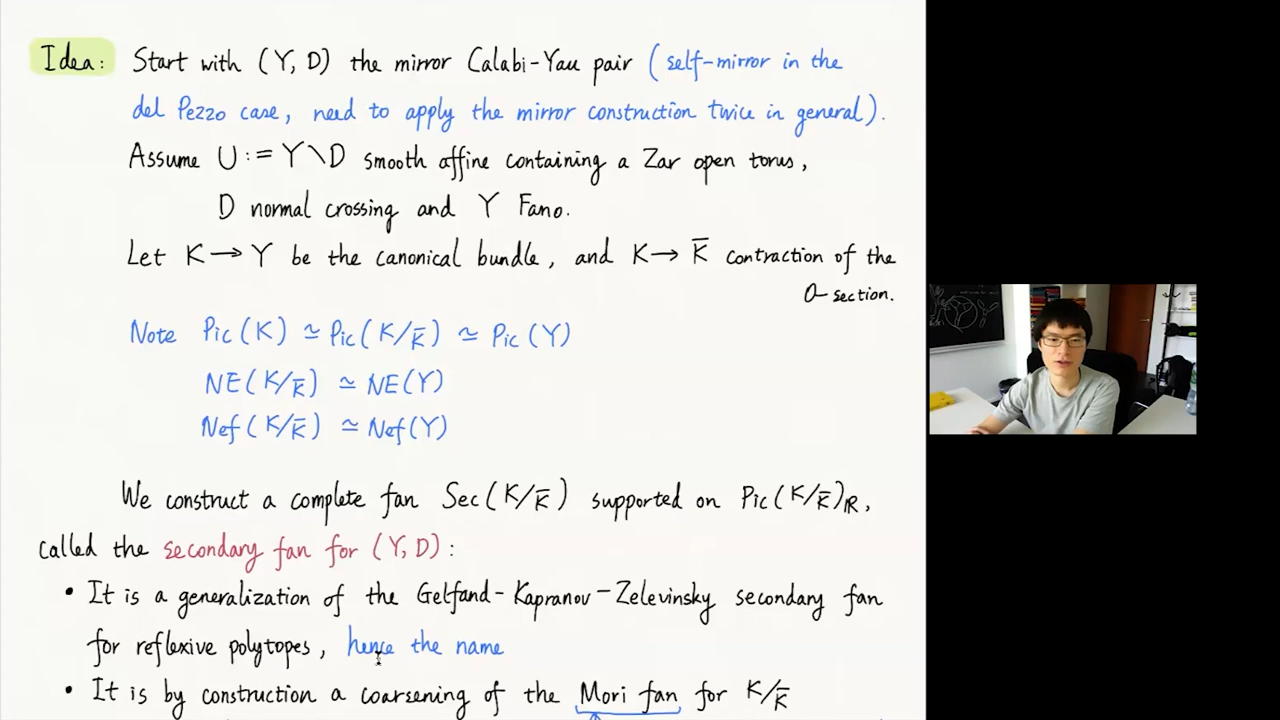 Idea: Start with (Y, D) the mirror Calabi-Yau pair (self-mirror in the
del Pezzo case, need to apply the mirror construction twice in general).
Assume U := Y \ D smooth affine containing a Zar open torus,
D normal crossing and Y Fano.
Let K → Y be the canonical bundle, and K → K̅ contraction of the
0-section.
Note Pic(K) ≃ Pic(K/K̅) ≃ Pic(Y)
NE(K/K̅) ≃ NE(Y)
Nef(K/K̅) ≃ Nef(Y)
We construct a complete fan Sec(K/K̅) supported on Pic(K/K̅)_ℝ,
called the secondary fan for (Y, D):
• It is a generalization of the Gelfand-Kapranov-Zelevinsky secondary fan
for reflexive polytopes, hence the name
• It is by construction a coarsening of the Mori fan for K/K̅